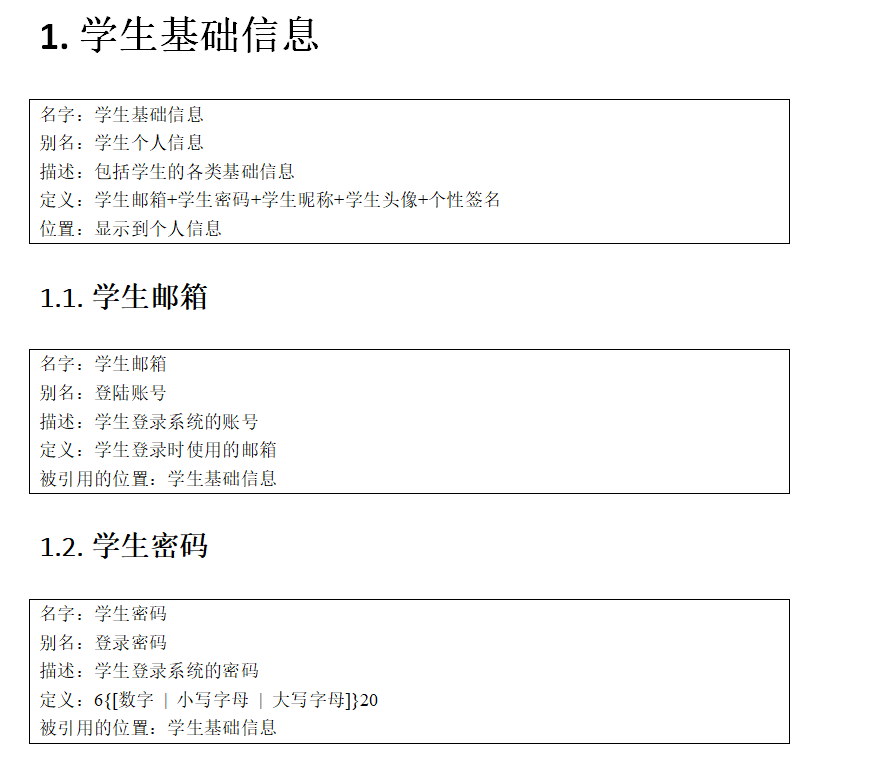 1. 学生基础信息
名字：学生基础信息
别名：学生个人信息
描述：包括学生的各类基础信息
定义：学生邮箱+学生密码+学生昵称+学生头像+个性签名
位置：显示到个人信息
1.1. 学生邮箱
名字：学生邮箱
别名：登陆账号
描述：学生登录系统的账号
定义：学生登录时使用的邮箱
被引用的位置：学生基础信息
1.2. 学生密码
名字：学生密码
别名：登录密码
描述：学生登录系统的密码
定义：6{[数字 | 小写字母 | 大写字母]}20
被引用的位置：学生基础信息